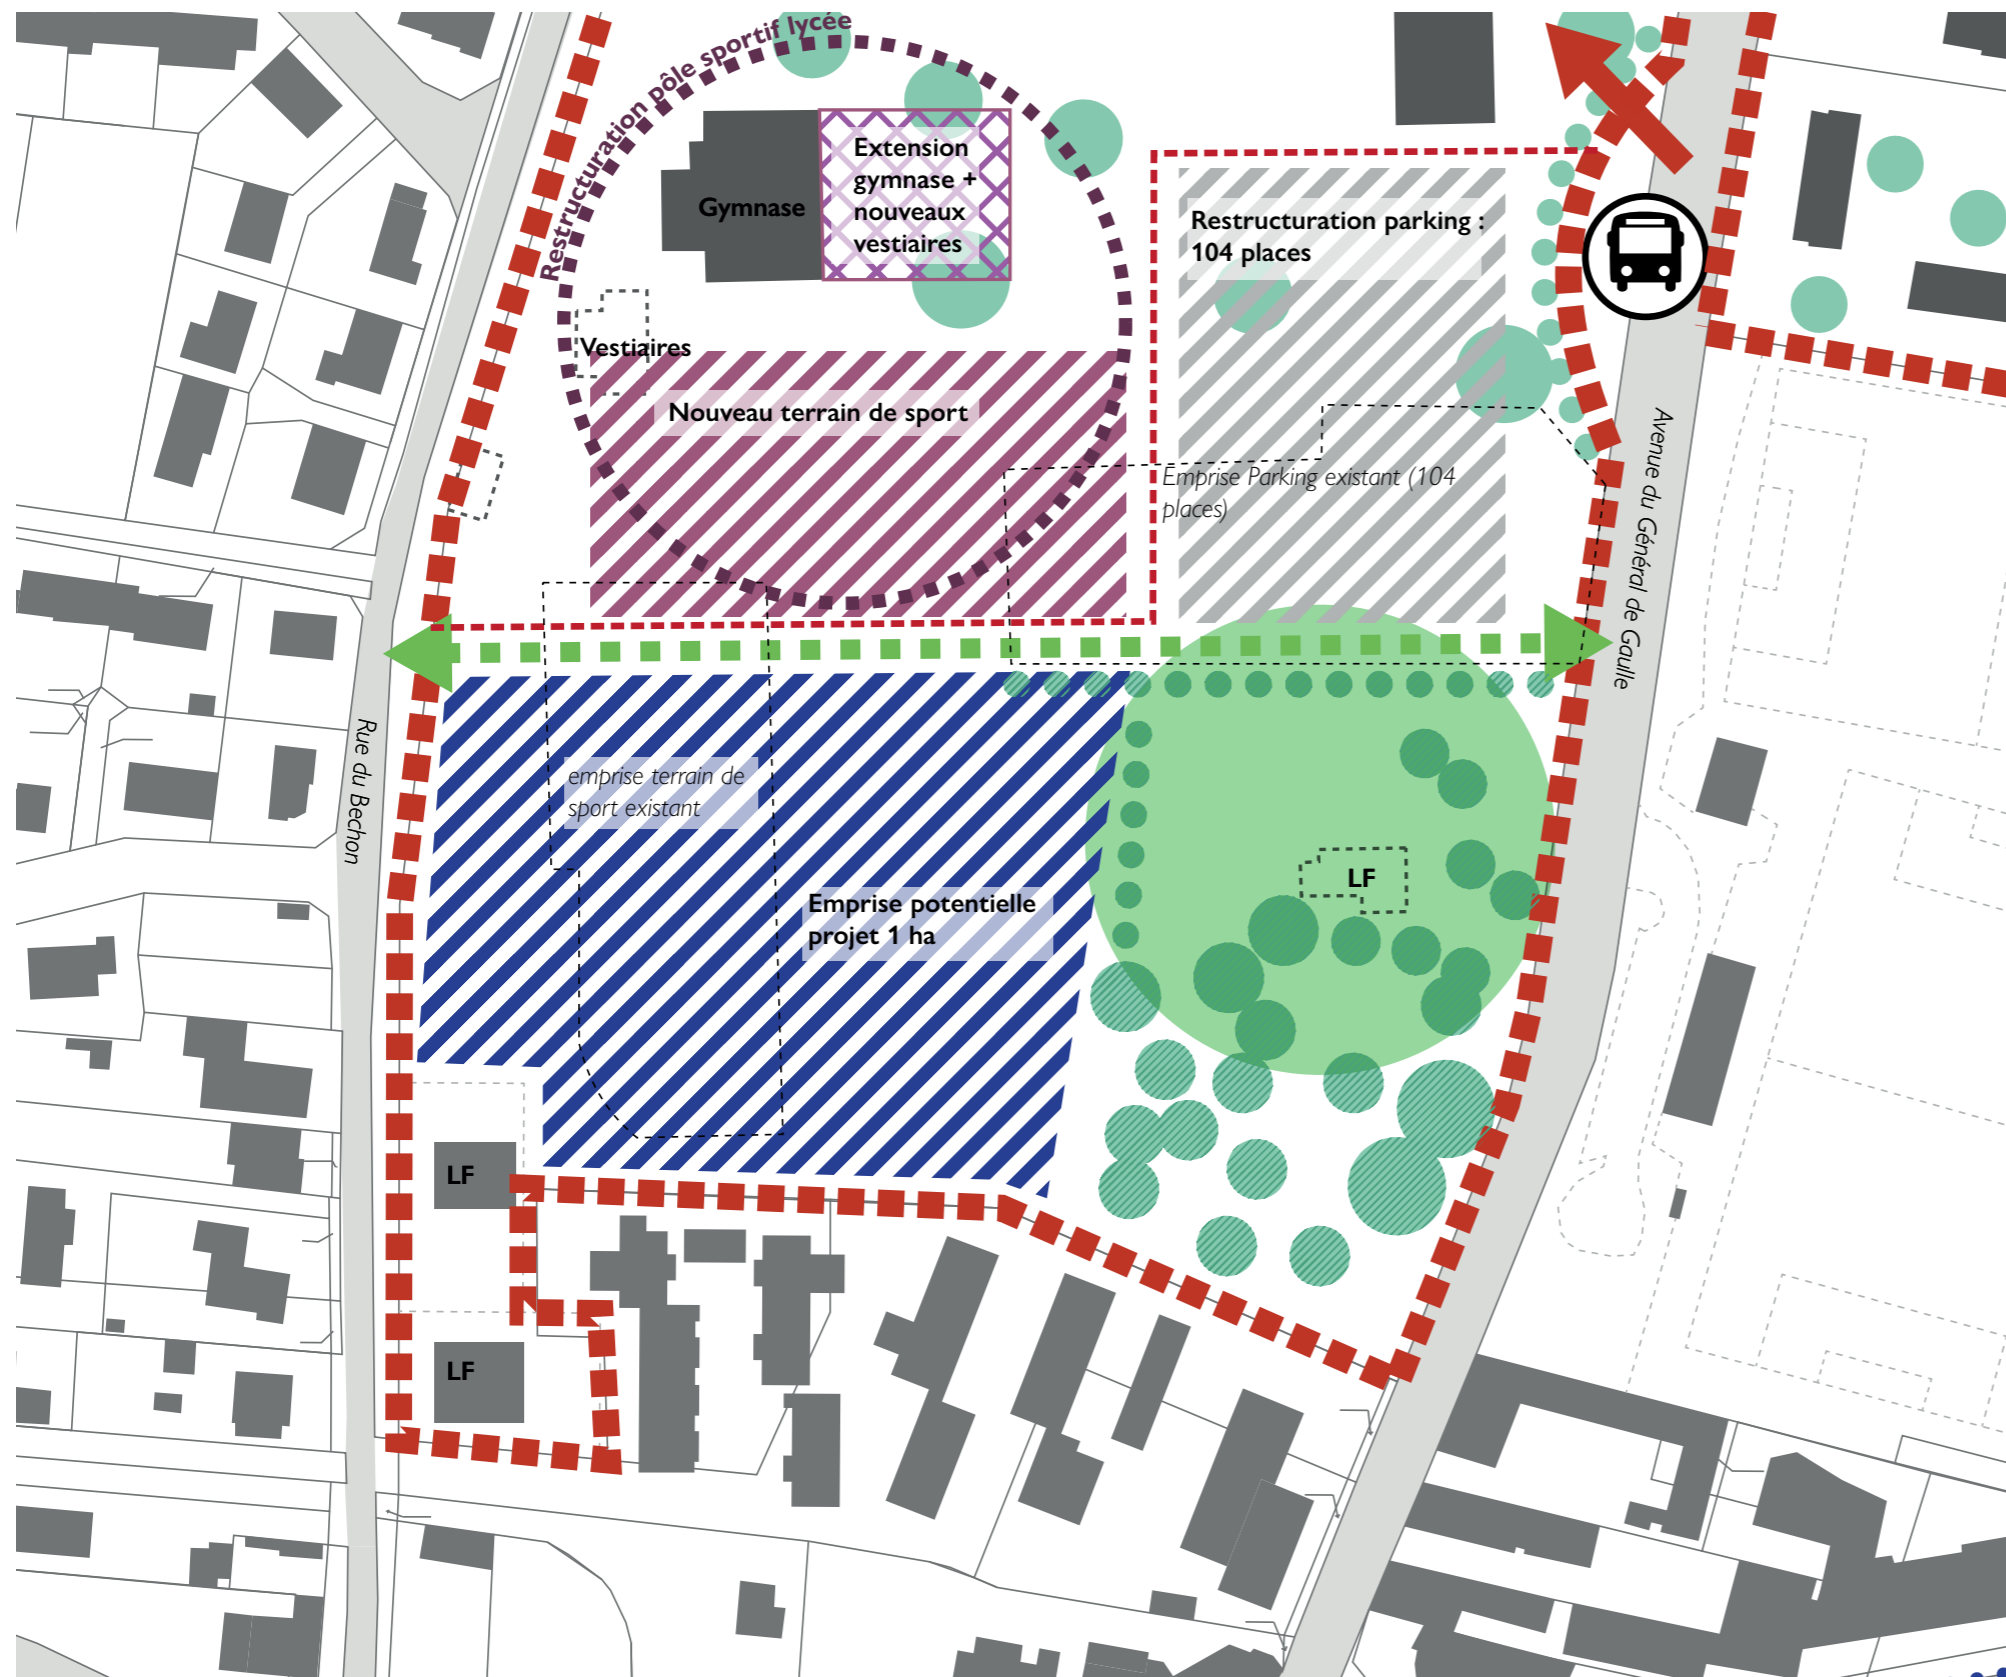 Restructuration pôle sportif lycée
Extension
gymnase +
nouveaux
vestiaires
Gymnase
Restructuration parking :
104 places
Vestiaires
Nouveau terrain de sport
Emprise Parking existant (104
places)
Avenue du Général de Gaulle
Rue du Bechon
emprise terrain de
sport existant
Emprise potentielle
projet 1 ha
LF
LF
LF